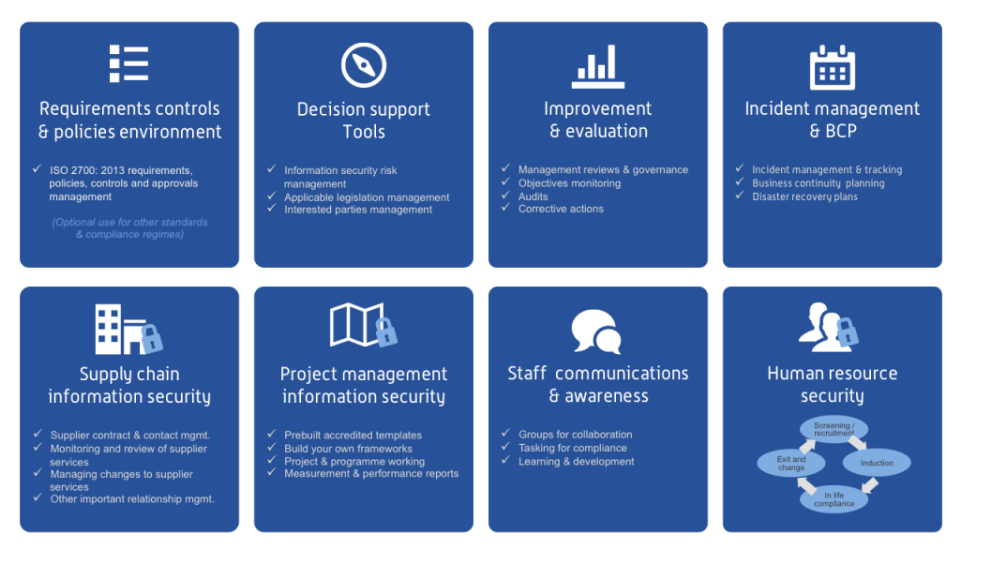 Requirements controls
& policies environment
ISO 2700: 2013 requirements,
policies, controls and approvals
management
(Optional use for other standards
& compliance regimes)
Decision support
Tools
Information security risk
management
Applicable legislation management
Interested parties management
Improvement
& evaluation
Management reviews & governance
Objectives monitoring
Audits
Corrective actions
Incident management
& BCP
Incident management & tracking
Business continuity planning
Disaster recovery plans
Supply chain
information security
Supplier contract & contact mgmt.
Monitoring and review of supplier
services
Managing changes to supplier
services
Other important relationship mgmt.
Project management
information security
Prebuilt accredited templates
Build your own frameworks
Project & programme working
Measurement & performance reports
Staff communications
& awareness
Groups for collaboration
Tasking for compliance
Learning & development
Human resource
security
Screening /
recruitment
Exit and
change
Induction
In life
compliance